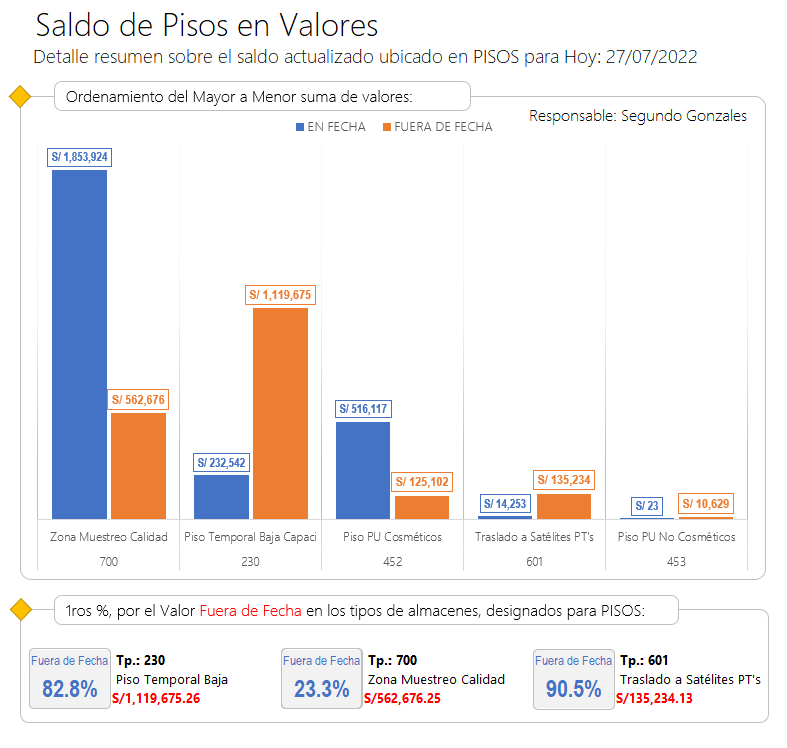 Saldo de Pisos en Valores
Detalle resumen sobre el saldo actualizado ubicado en PISOS para Hoy: 27/07/2022
Ordenamiento del Mayor a Menor suma de valores:
Responsable: Segundo Gonzales
EN FECHA FUERA DE FECHA
S/ 1,853,924
S/ 1,119,675
S/ 562,676
S/ 516,117
S/ 232,542
S/ 125,102
S/ 135,234
S/ 14,253
S/ 23
S/ 10,629
Zona Muestreo Calidad Piso Temporal Baja Capaci Piso PU Cosméticos Traslado a Satélites PT's Piso PU No Cosméticos
700 230 452 601 453
1ros %, por el Valor Fuera de Fecha en los tipos de almacenes, designados para PISOS:
Fuera de Fecha
82.8%
Tp.: 230
Piso Temporal Baja
S/1,119,675.26
Fuera de Fecha
23.3%
Tp.: 700
Zona Muestreo Calidad
S/562,676.25
Fuera de Fecha
90.5%
Tp.: 601
Traslado a Satélites PT's
S/135,234.13